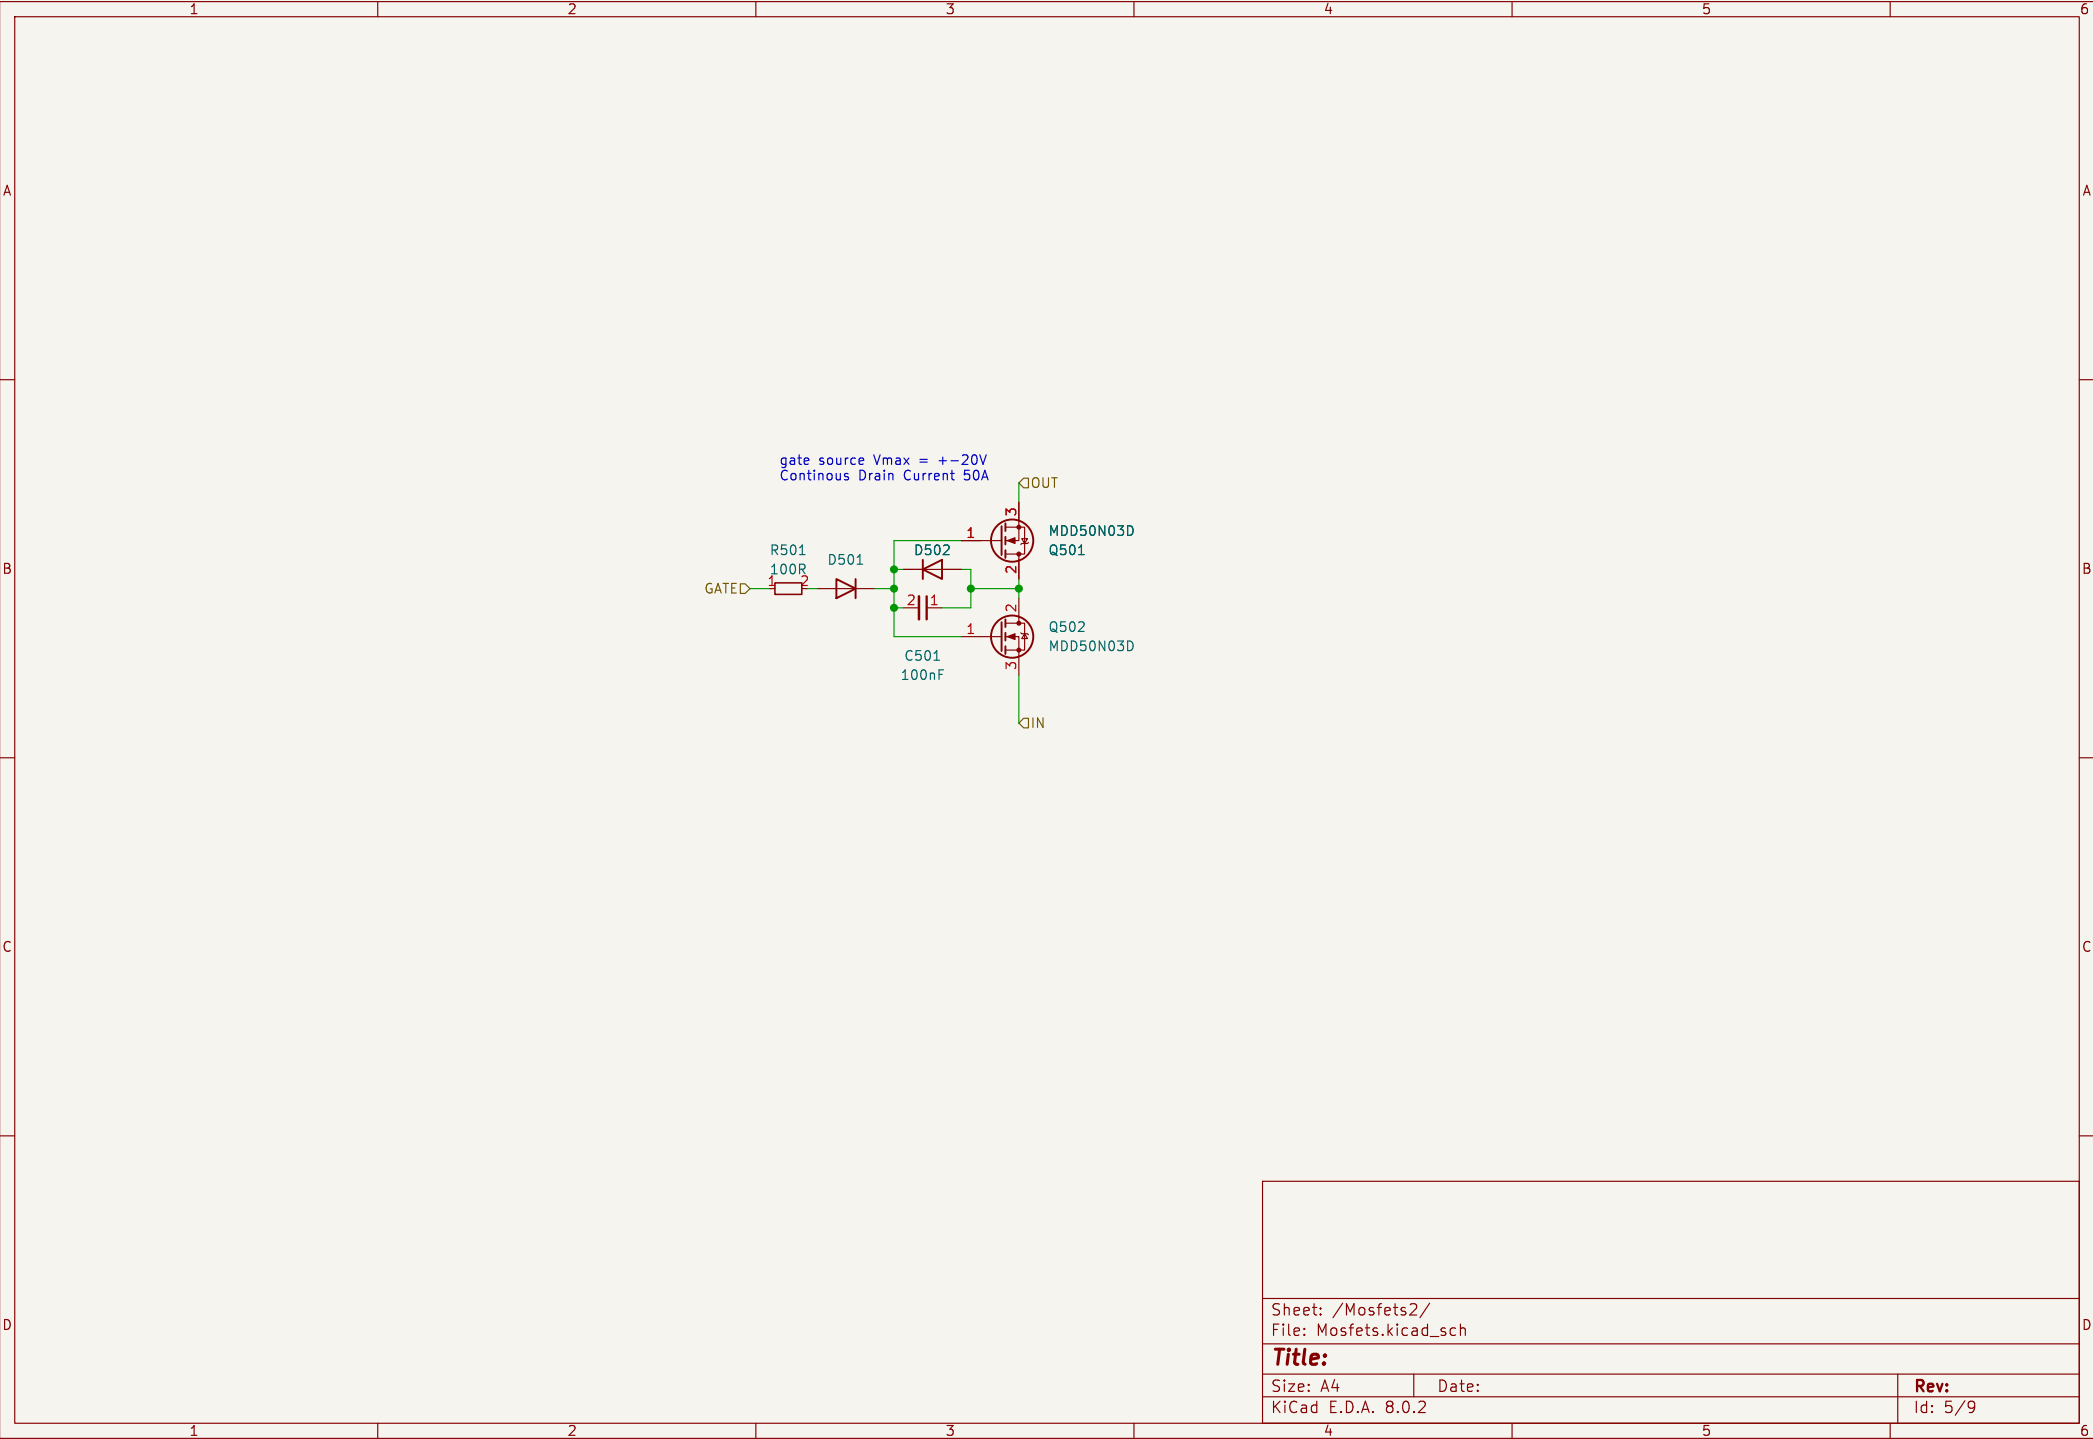 1 2 3 4 5 6
A A
gate source Vmax = +-20V
Continous Drain Current 50A
OUT
3
MDD50N03D
1
Q501
R501
D502
D501
100R
B B
2
1 2
GATE
2 1
2
Q502
1
MDD50N03D
C501
3
100nF
IN
C C
Sheet: /Mosfets2/
File: Mosfets.kicad_sch
D D
Title:
Size: A4 Date: Rev:
KiCad E.D.A. 8.0.2 Id: 5/9
1 2 3 4 5 6